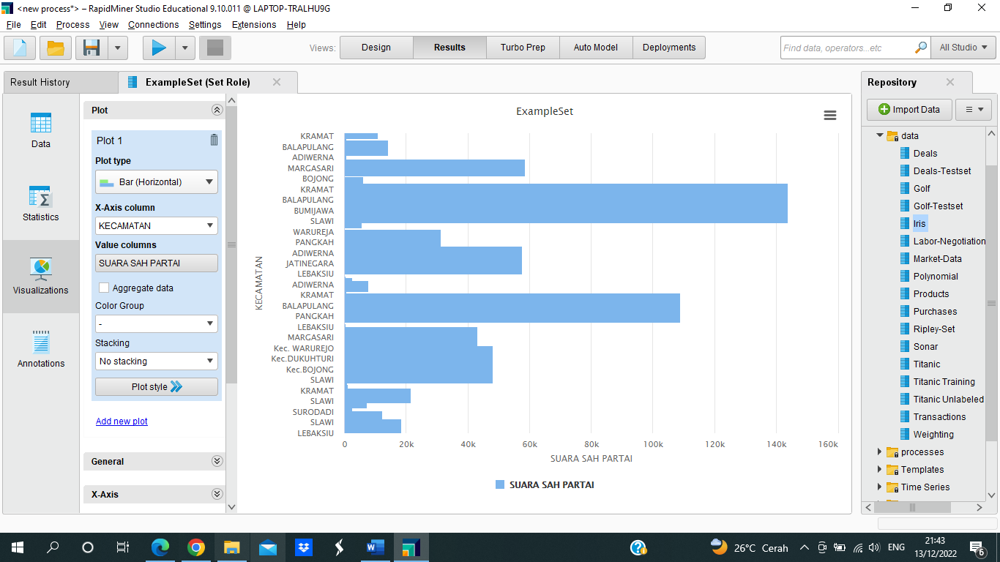 <new process*> – RapidMiner Studio Educational 9.10.011 @ LAPTOP-TRALHU9G
File Edit Process View Connections Settings Extensions Help
Views: Design Results Turbo Prep Auto Model Deployments Find data, operators...etc All Studio
Result History ExampleSet (Set Role)
Data
Statistics
Visualizations
Annotations
Plot
Plot 1
Plot type
Bar (Horizontal)
X-Axis column
KECAMATAN
Value columns
SUARA SAH PARTAI
Aggregate data
Color Group
-
Stacking
No stacking
Plot style
Add new plot
General
X-Axis
ExampleSet
KECAMATAN
KRAMAT
BALAPULANG
ADIWERNA
MARGASARI
BOJONG
KRAMAT
BALAPULANG
BUMIJAWA
SLAWI
WARUREJA
PANGKAH
ADIWERNA
JATINEGARA
LEBAKSIU
ADIWERNA
KRAMAT
BALAPULANG
PANGKAH
LEBAKSIU
MARGASARI
Kec. WARUREJO
Kec.DUKUHTURI
Kec.BOJONG
SLAWI
KRAMAT
SLAWI
SURODADI
SLAWI
LEBAKSIU
0 20k 40k 60k 80k 100k 120k 140k 160k
SUARA SAH PARTAI
SUARA SAH PARTAI
Repository
Import Data
data
Deals
Deals-Testset
Golf
Golf-Testset
Iris
Labor-Negotiation
Market-Data
Polynomial
Products
Purchases
Ripley-Set
Sonar
Titanic
Titanic Training
Titanic Unlabeled
Transactions
Weighting
processes
Templates
Time Series
26°C Cerah ENG
21:43
13/12/2022
6